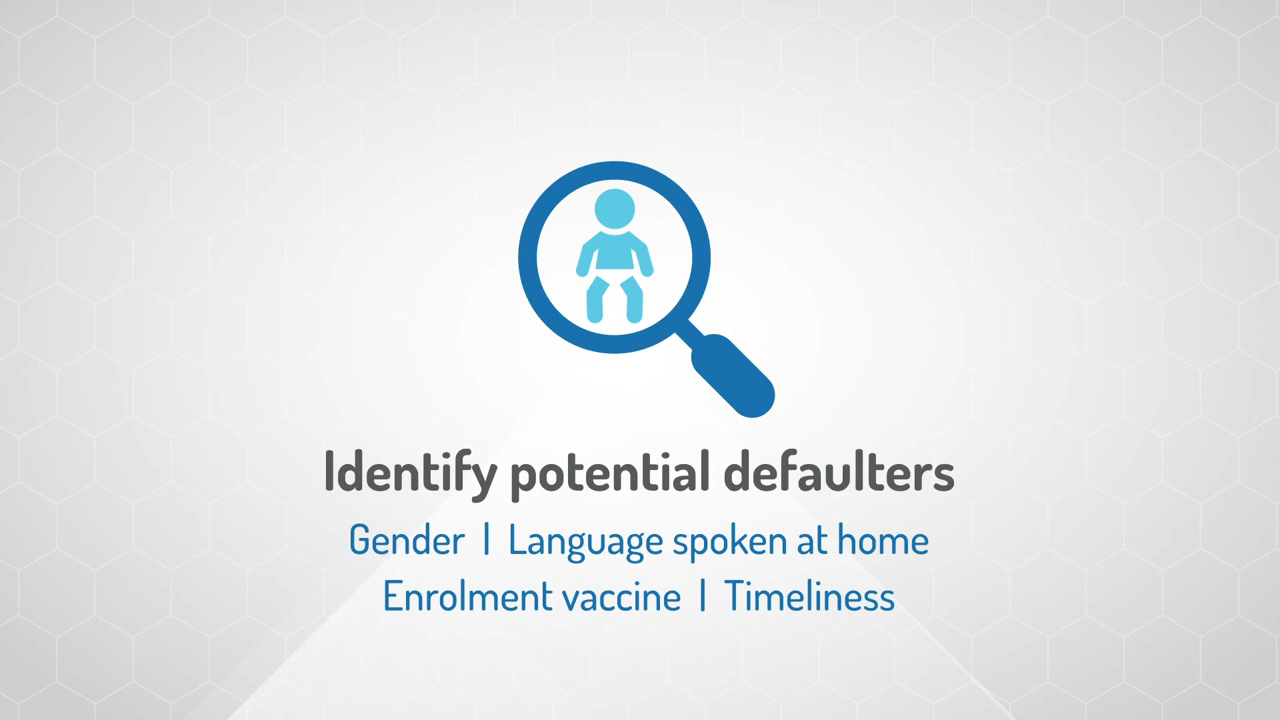 Identify potential defaulters
Gender | Language spoken at home
Enrolment vaccine | Timeliness